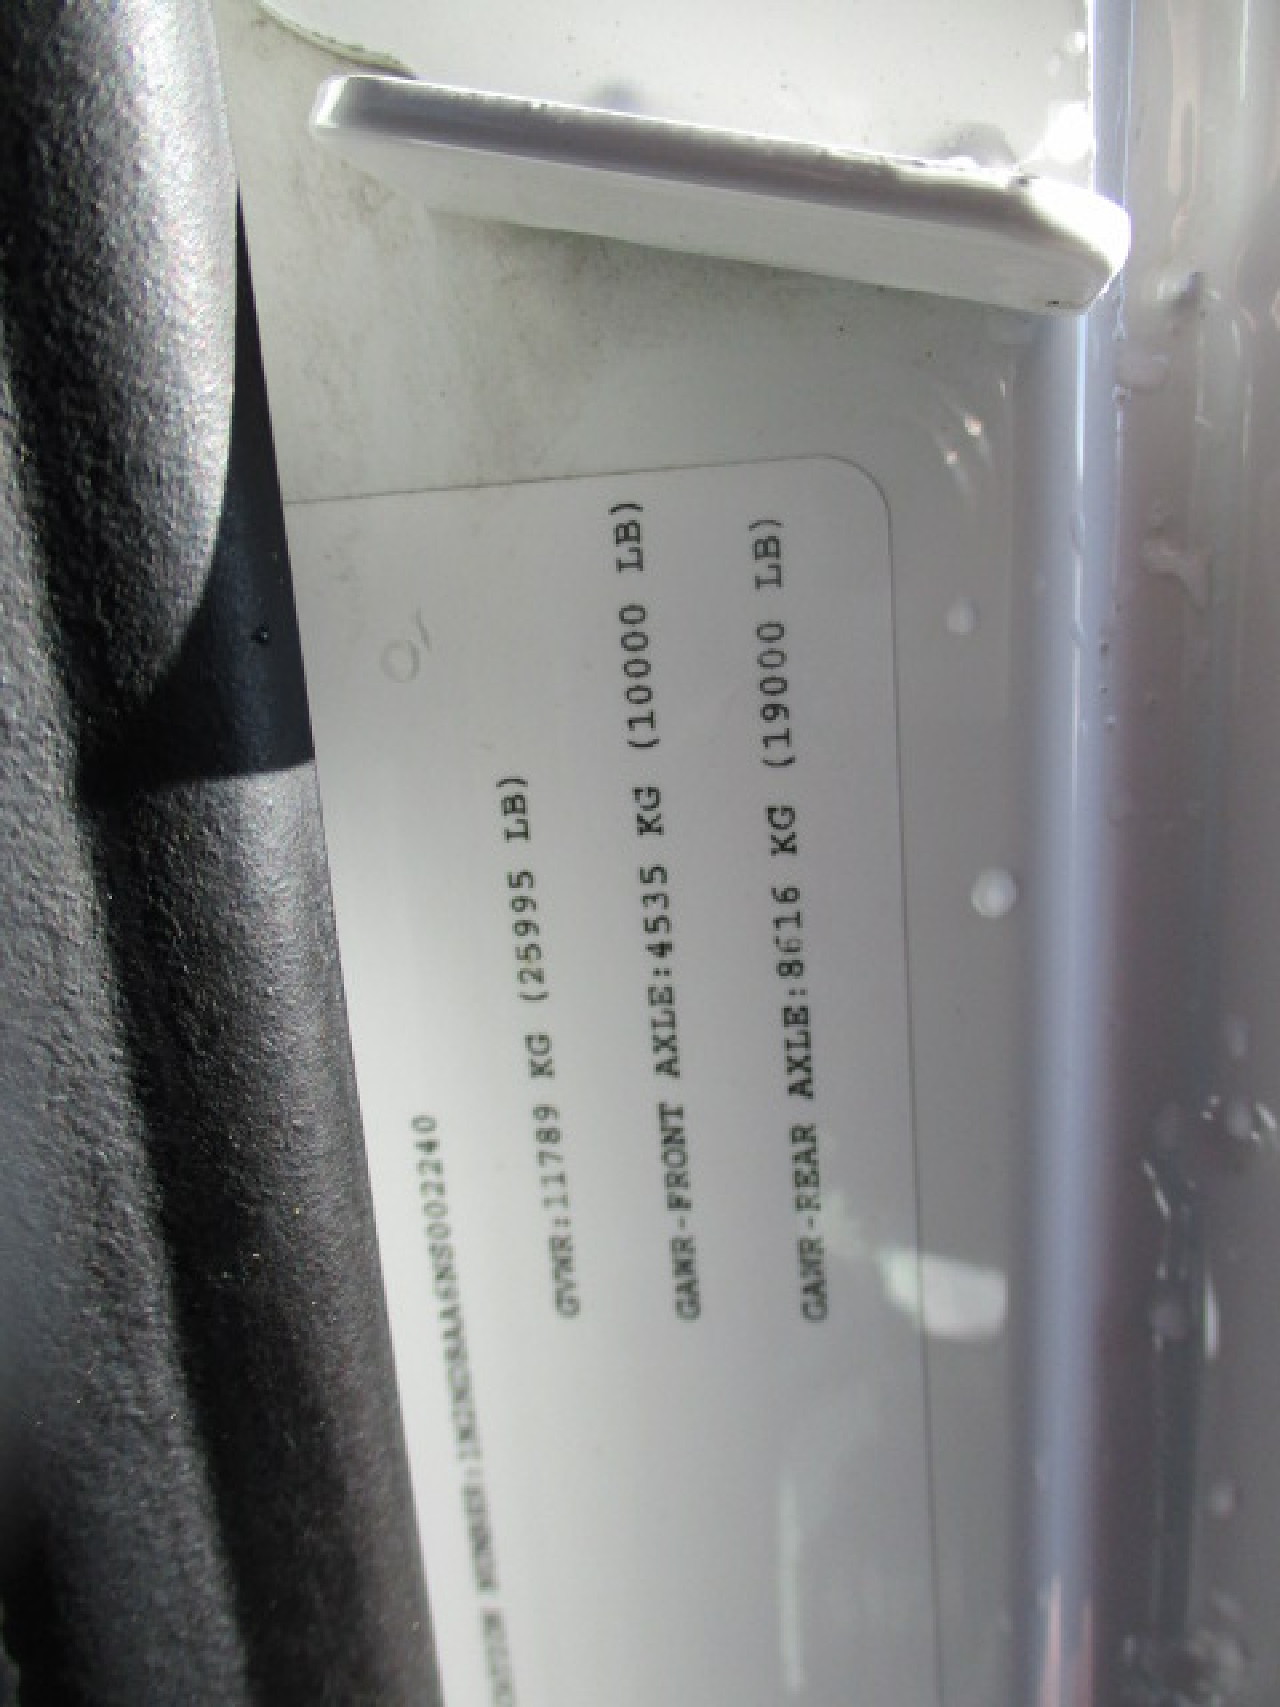 GVWR:11789 KG (25995 LB)
GAWR-FRONT AXLE:4535 KG (10000 LB)
GAWR-REAR AXLE:8616 KG (19000 LB)